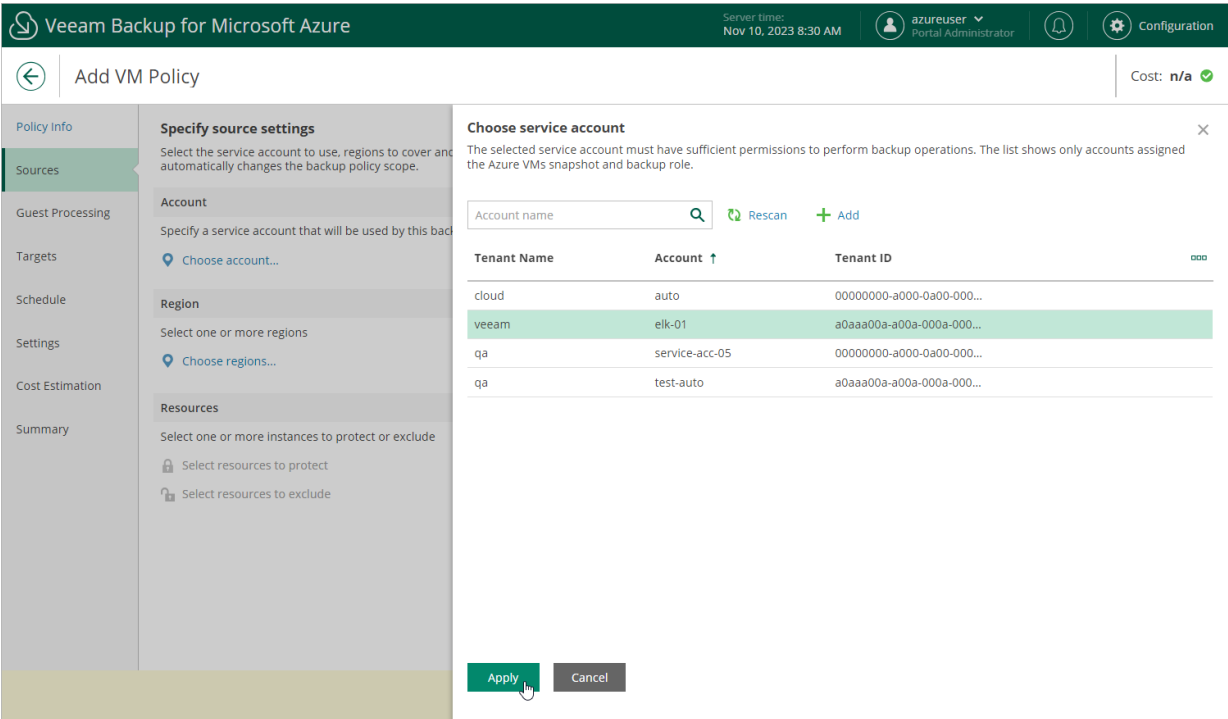 Veeam Backup for Microsoft Azure
Server time:
Nov 10, 2023 8:30 AM
azureuser
Portal Administrator
Configuration
Add VM Policy
Cost: n/a
Policy Info
Sources
Guest Processing
Targets
Schedule
Settings
Cost Estimation
Summary
Specify source settings
Select the service account to use, regions to cover and
automatically changes the backup policy scope.
Account
Specify a service account that will be used by this back
Choose account...
Region
Select one or more regions
Choose regions...
Resources
Select one or more instances to protect or exclude
Select resources to protect
Select resources to exclude
Choose service account
The selected service account must have sufficient permissions to perform backup operations. The list shows only accounts assigned
the Azure VMs snapshot and backup role.
Account name
Rescan
Add
Tenant Name Account Tenant ID
cloud auto 00000000-a000-0a00-000...
veeam elk-01 a0aaa00a-a00a-000a-000...
qa service-acc-05 00000000-a000-0a00-000...
qa test-auto a0aaa00a-a00a-000a-000...
Apply Cancel